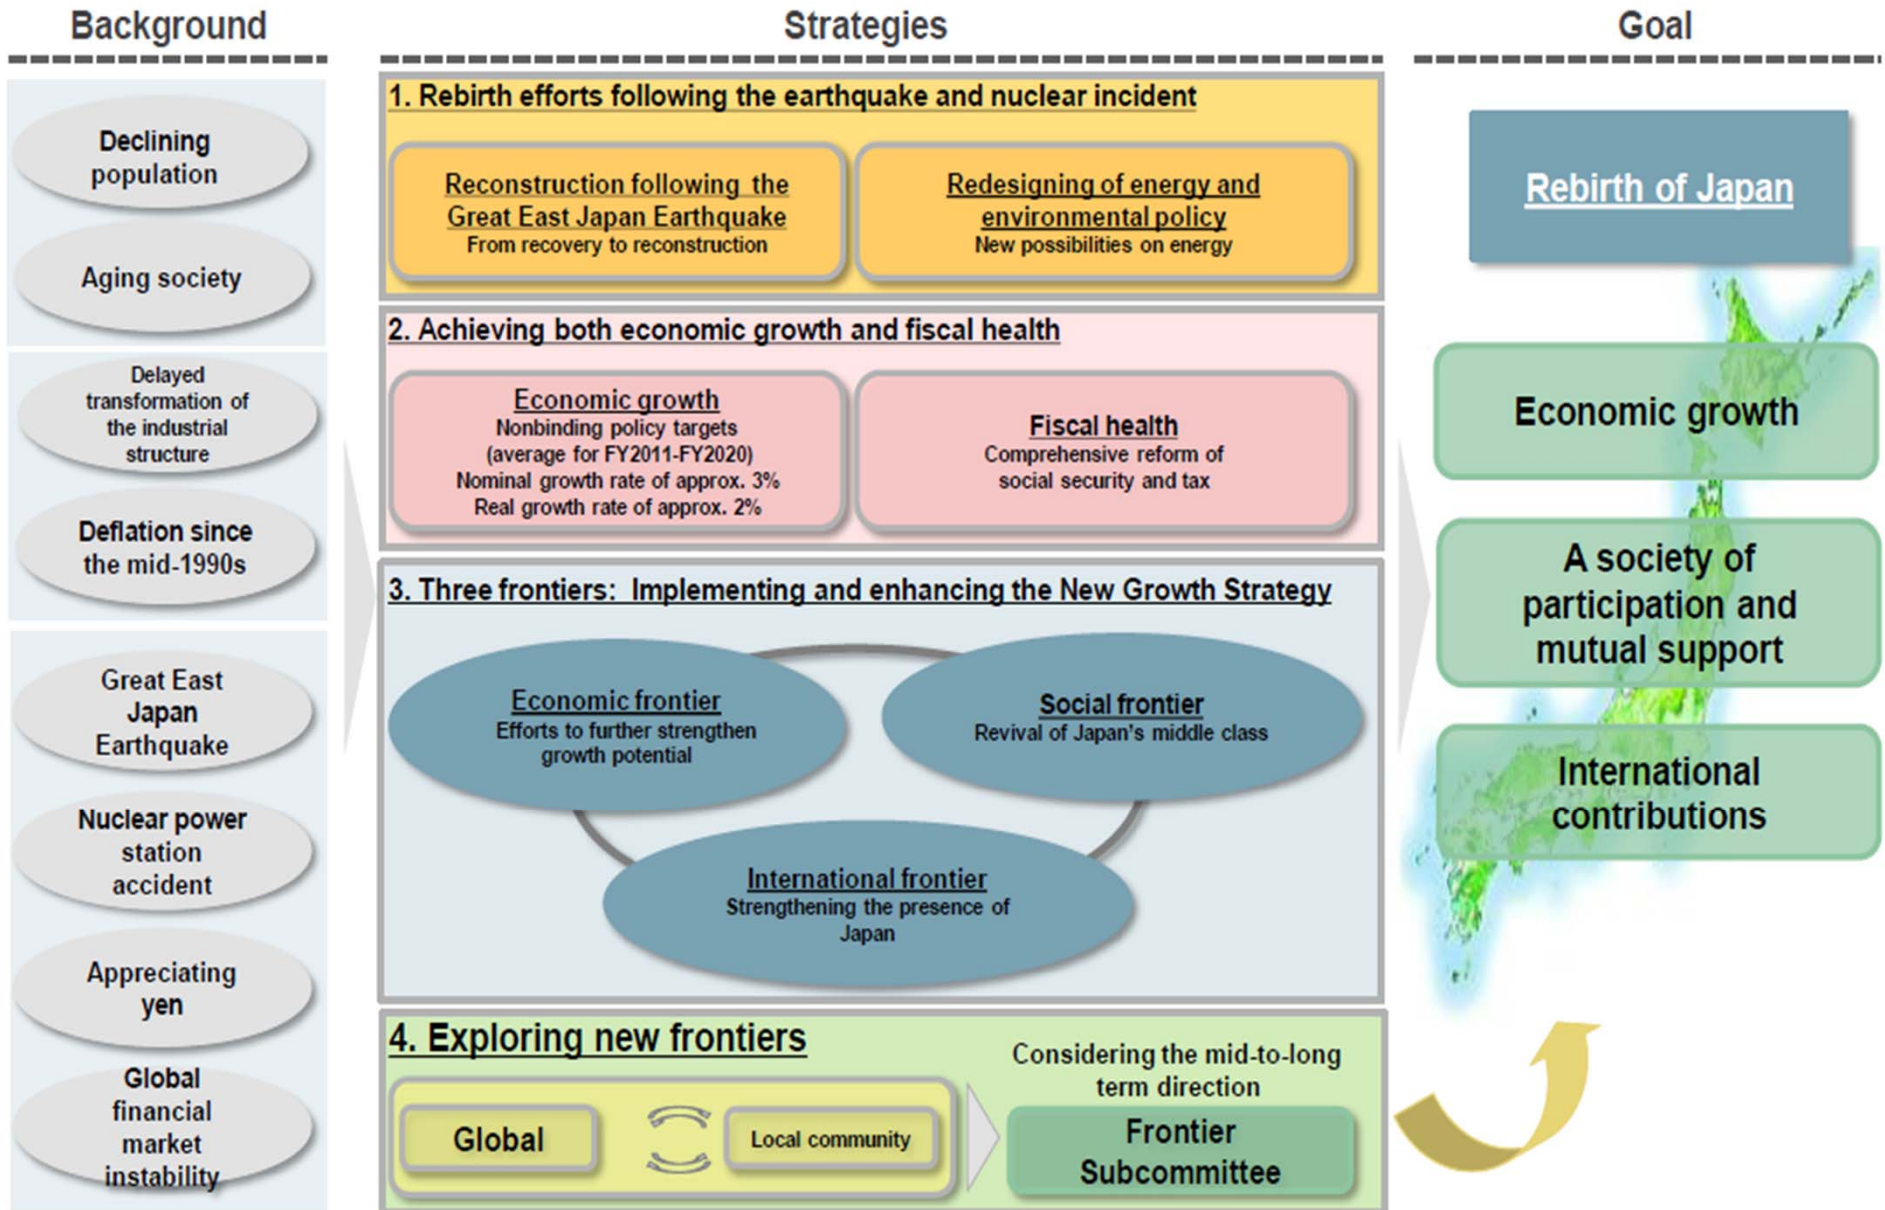 Background
Declining
population
Aging society
Delayed
transformation of
the industrial
structure
Deflation since
the mid-1990s
Great East
Japan
Earthquake
Nuclear power
station
accident
Appreciating
yen
Global
financial
market
instability
Strategies
1. Rebirth efforts following the earthquake and nuclear incident
Reconstruction following the
Great East Japan Earthquake
From recovery to reconstruction
Redesigning of energy and
environmental policy
New possibilities on energy
2. Achieving both economic growth and fiscal health
Economic growth
Nonbinding policy targets
(average for FY2011-FY2020)
Nominal growth rate of approx. 3%
Real growth rate of approx. 2%
Fiscal health
Comprehensive reform of
social security and tax
3. Three frontiers: Implementing and enhancing the New Growth Strategy
Economic frontier
Efforts to further strengthen
growth potential
Social frontier
Revival of Japan's middle class
International frontier
Strengthening the presence of
Japan
4. Exploring new frontiers
Global
Local community
Considering the mid-to-long
term direction
Frontier
Subcommittee
Goal
Rebirth of Japan
Economic growth
A society of
participation and
mutual support
International
contributions